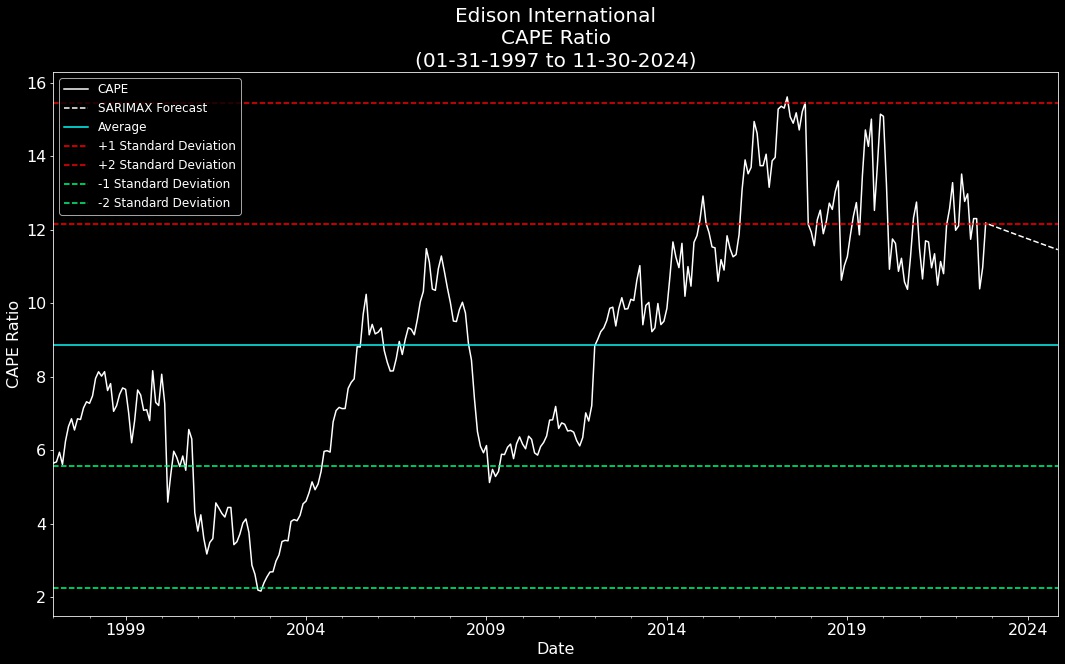 Edison International
CAPE Ratio
(01-31-1997 to 11-30-2024)
CAPE
SARIMAX Forecast
Average
+1 Standard Deviation
+2 Standard Deviation
-1 Standard Deviation
-2 Standard Deviation
CAPE Ratio
16
14
12
10
8
6
4
2
1999
2004
2009
2014
2019
2024
Date